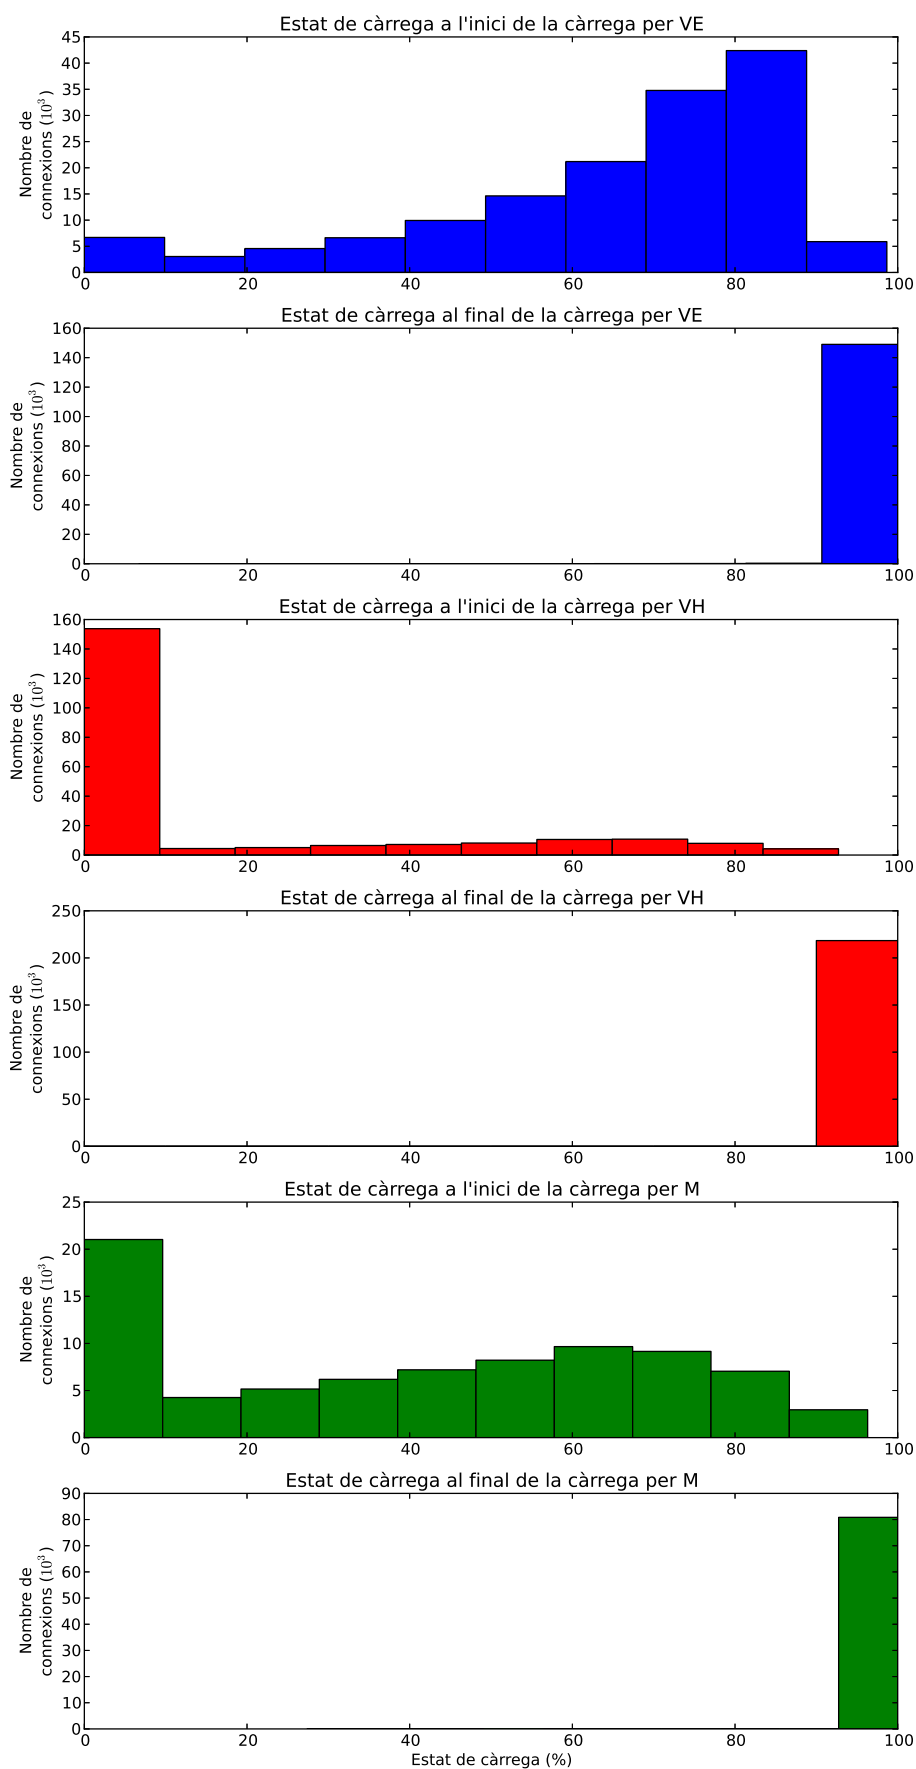 Estat de càrrega a l'inici de la càrrega per VE
45
40
35
30
25
20
15
10
5
0
Nombre de
connexions (10³)
0 20 40 60 80 100
Estat de càrrega al final de la càrrega per VE
160
140
120
100
80
60
40
20
0
Nombre de
connexions (10³)
0 20 40 60 80 100
Estat de càrrega a l'inici de la càrrega per VH
160
140
120
100
80
60
40
20
0
Nombre de
connexions (10³)
0 20 40 60 80 100
Estat de càrrega al final de la càrrega per VH
250
200
150
100
50
0
Nombre de
connexions (10³)
0 20 40 60 80 100
Estat de càrrega a l'inici de la càrrega per M
25
20
15
10
5
0
Nombre de
connexions (10³)
0 20 40 60 80 100
Estat de càrrega al final de la càrrega per M
90
80
70
60
50
40
30
20
10
0
Nombre de
connexions (10³)
0 20 40 60 80 100
Estat de càrrega (%)